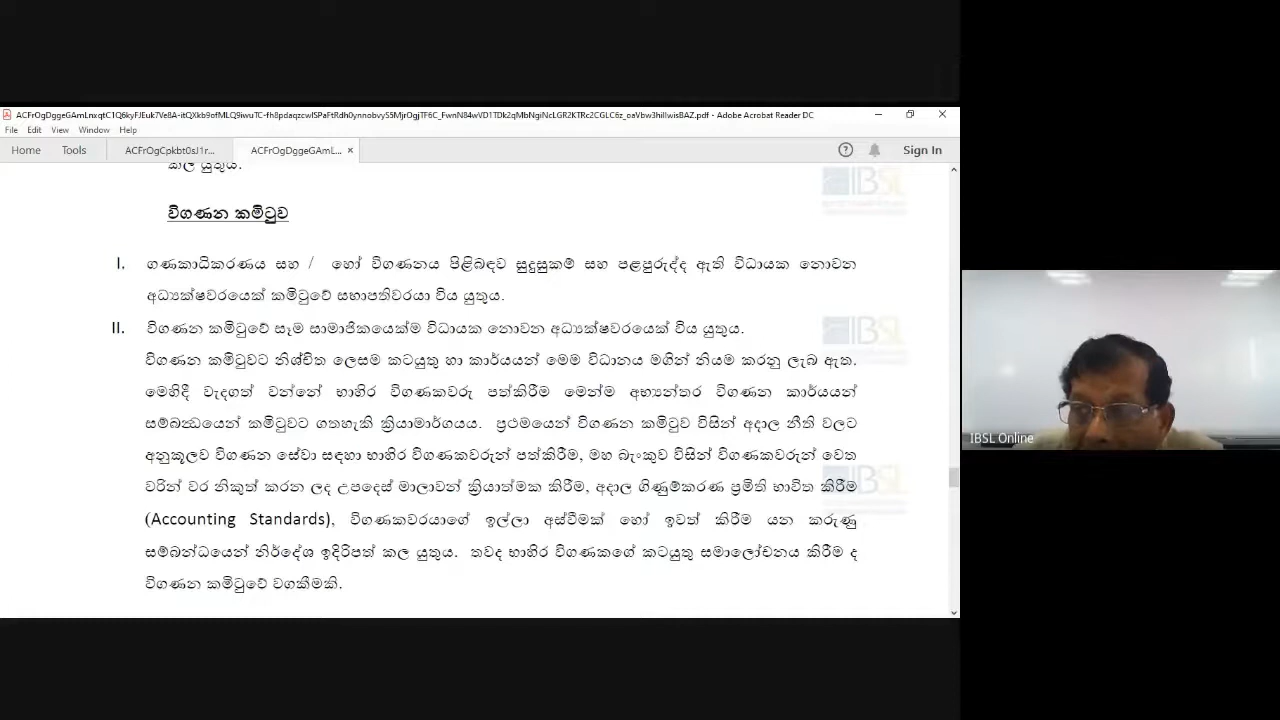 ACFrOgDggeGAmLnxqtC1Q6kyFJEuk7Ve8A-itQXkb9ofMLQ9iwuTC-fh8pdaqzcwISPaFtRdh0ynnobvyS5MjrOgjTF6C_FwnN84wVD1TDk2qMbNgiNcLGR2KTRc2CGLC6z_oaVbw3hillwisBAZ.pdf - Adobe Acrobat Reader DC
File Edit View Window Help
Home Tools ACFrOgCpkbt0sJ1r... ACFrOgDggeGAmL... × Sign In
කල යුතුය.
විගණන කමිටුව
I. ගණකාධිකරණය සහ / හෝ විගණනය පිළිබඳව සුදුසුකම් සහ පළපුරුද්ද ඇති විධායක නොවන
අධ්‍යක්ෂවරයෙක් කමිටුවේ සභාපතිවරයා විය යුතුය.
II. විගණන කමිටුවේ සෑම සාමාජිකයෙක්ම විධායක නොවන අධ්‍යක්ෂවරයෙක් විය යුතුය.
විගණන කමිටුවට නිශ්චිත ලෙසම කටයුතු හා කාර්යයන් මෙම විධානය මගින් නියම කරනු ලැබ ඇත.
මෙහිදී වැදගත් වන්නේ භාහිර විගණකවරු පත්කිරීම මෙන්ම අභ්‍යන්තර විගණන කාර්යයන්
සම්බන්‍ධයෙන් කමිටුවට ගතහැකි ක්‍රියාමාර්ගයය. ප්‍රථමයෙන් විගණන කමිටුව විසින් අදාල නීති වලට
අනුකූලව විගණන සේවා සඳහා භාහිර විගණකවරුන් පත්කිරීම, මහ බැංකුව විසින් විගණකවරුන් වෙත
වරින් වර නිකුත් කරන ලද උපදෙස් මාලාවන් ක්‍රියාත්මක කිරීම, අදාල ගිණුම්කරණ ප්‍රමිති භාවිත කිරීම
(Accounting Standards), විගණකවරයාගේ ඉල්ලා අස්වීමක් හෝ ඉවත් කිරීම යන කරුණු
සම්බන්ධයෙන් නිර්දේශ ඉදිරිපත් කල යුතුය. තවද භාහිර විගණකගේ කටයුතු සමාලෝචනය කිරීම ද
විගණන කමිටුවේ වගකීමකි.
IBSL
IBSL
IBSL
IBSL Online